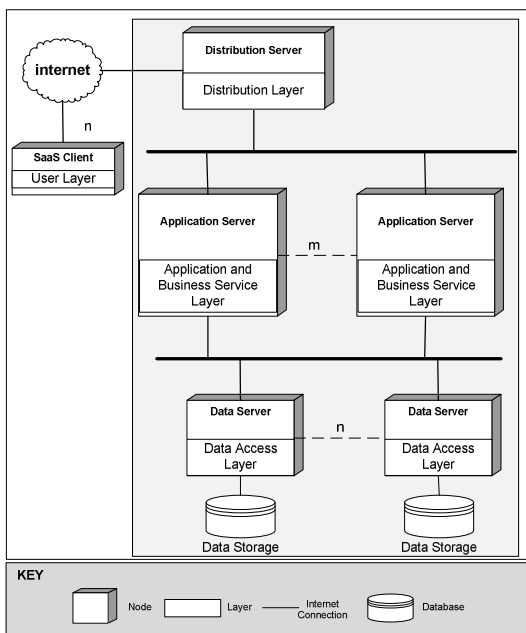 Distribution Server
Distribution Layer
internet
n
SaaS Client
User Layer
Application Server
Application and
Business Service
Layer
m
Application Server
Application and
Business Service
Layer
Data Server
Data Access
Layer
n
Data Server
Data Access
Layer
Data Storage
Data Storage
KEY
Node
Layer
Internet
Connection
Database